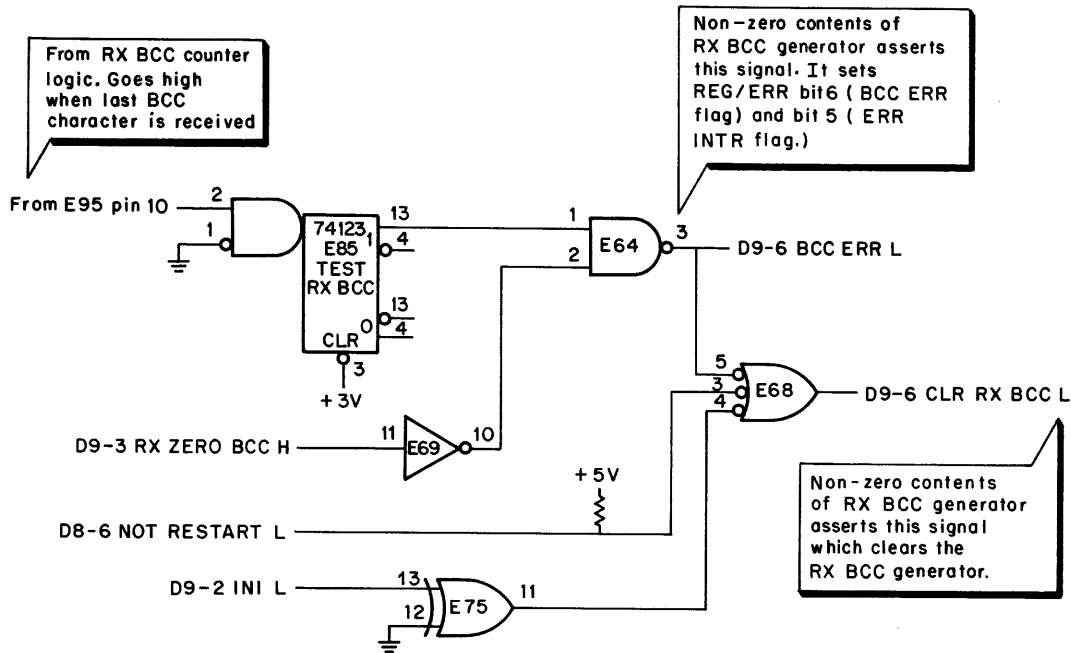 From RX BCC counter
logic. Goes high
when last BCC
character is received
Non-zero contents of
RX BCC generator asserts
this signal. It sets
REG/ERR bit 6 ( BCC ERR
flag) and bit 5 ( ERR
INTR flag.)
From E95 pin 10
2
1
74123
E85
TEST
RX BCC
1
0
CLR
13
4
13
4
3
+3V
1
2
E64
3
D9-6 BCC ERR L
5
3
4
E68
D9-6 CLR RX BCC L
D9-3 RX ZERO BCC H
11
E69
10
+5V
D8-6 NOT RESTART L
Non-zero contents
of RX BCC generator
asserts this signal
which clears the
RX BCC generator.
D9-2 INI L
13
12
E75
11